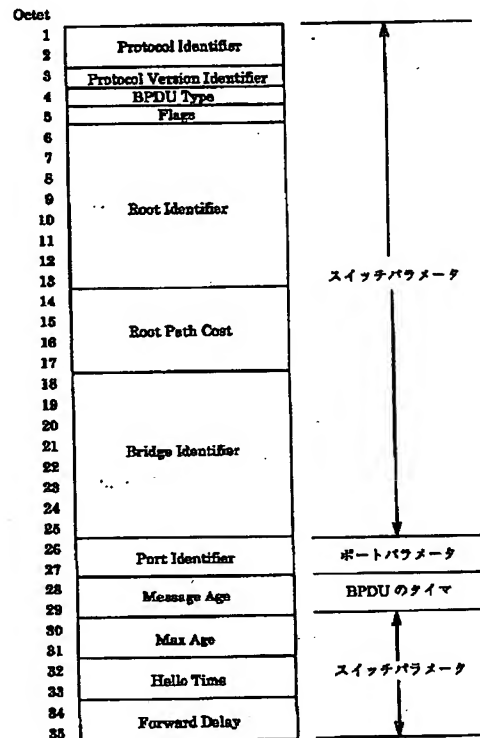 Octet
1
2
Protocol Identifier
3
Protocol Version Identifier
4
BPDU Type
5
Flags
6
7
8
9
10
11
12
13
Root Identifier
14
15
16
17
Root Path Cost
18
19
20
21
22
23
24
25
Bridge Identifier
スイッチパラメータ
26
27
Port Identifier
ポートパラメータ
28
29
Message Age
BPDUのタイマ
30
31
Max Age
32
33
Hello Time
スイッチパラメータ
34
35
Forward Delay